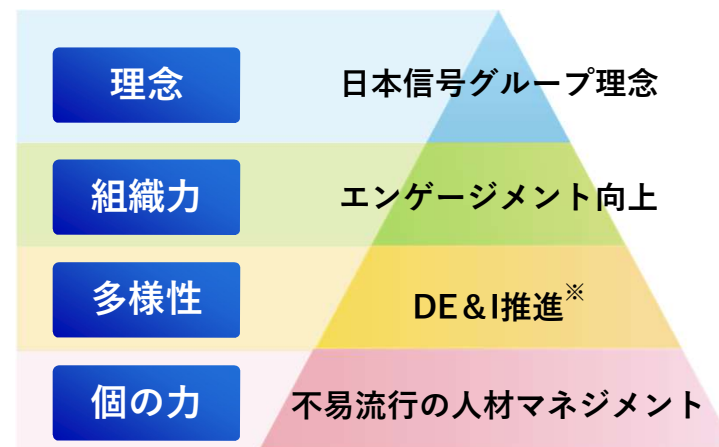 理念
日本信号グループ理念
組織力
エンゲージメント向上
多様性
DE&I推進※
個の力
不易流行の人材マネジメント